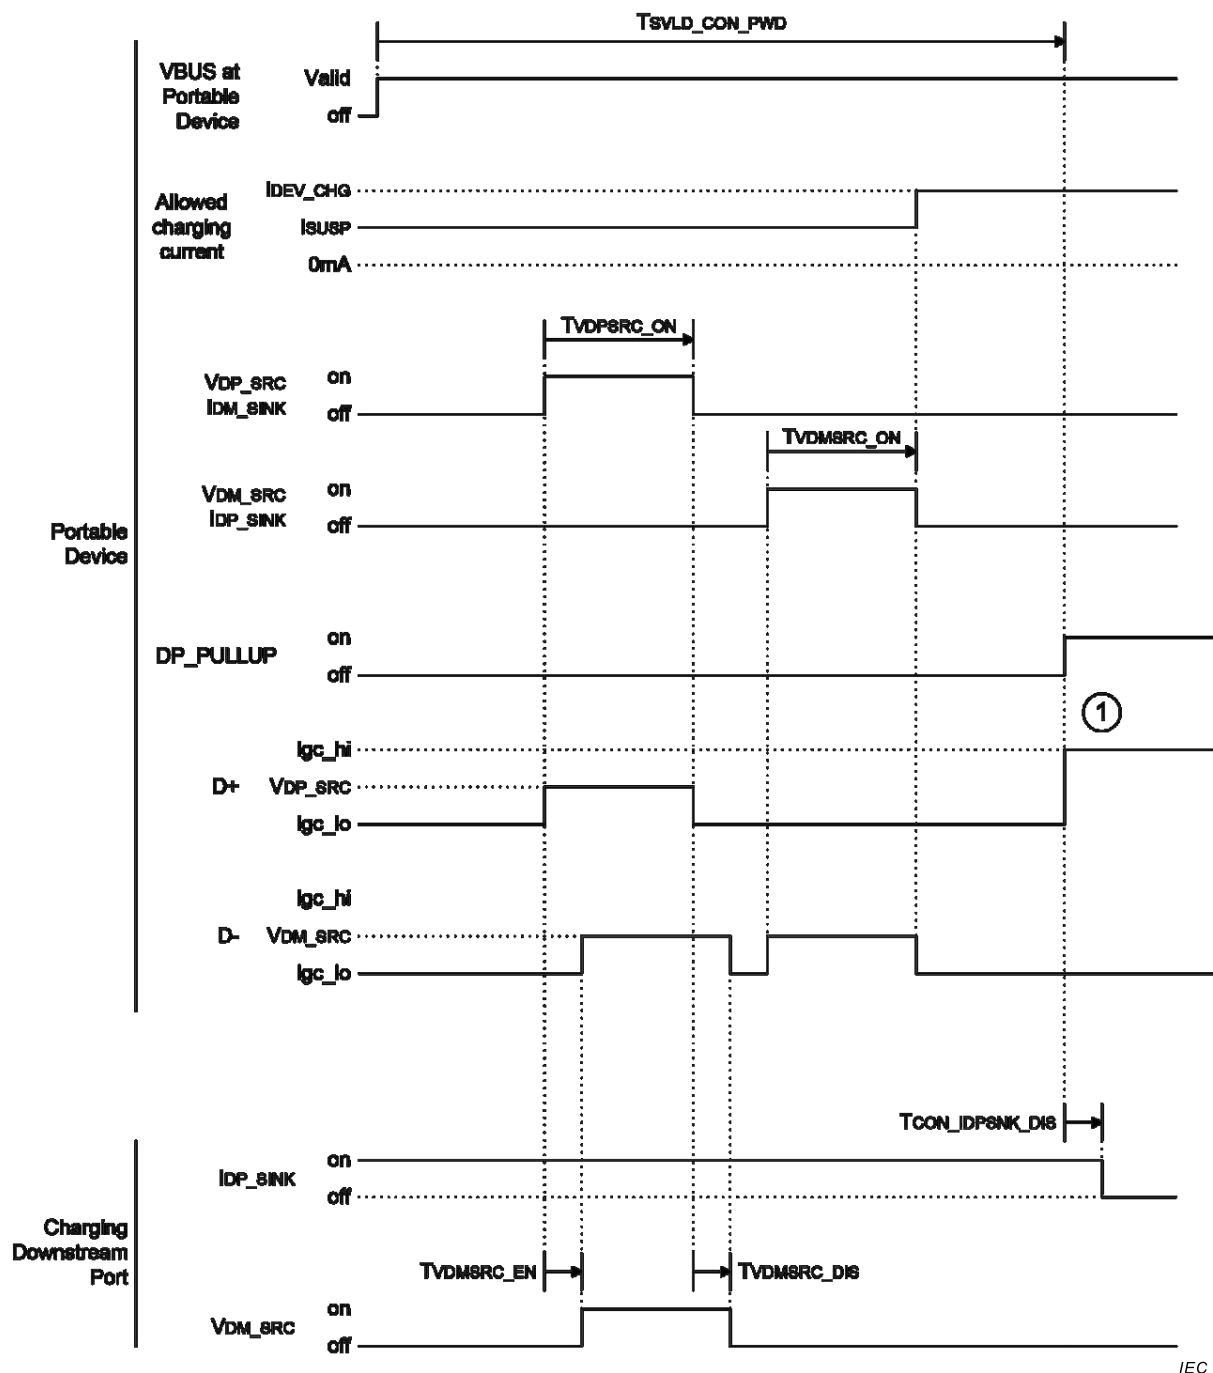 TSVLD_CON_PWD
VBUS at
Portable
Device
Valid
off
Allowed
charging
current
IDEV_CHG
ISUSP
0mA
TVDPSRC_ON
VDP_SRC
IDM_SINK
on
off
TVDMSRC_ON
VDM_SRC
IDP_SINK
on
off
Portable
Device
DP_PULLUP
on
off
1
lgc_hi
D+ VDP_SRC
lgc_lo
lgc_hi
D- VDM_SRC
lgc_lo
TCON_IDPSNK_DIS
IDP_SINK
on
off
Charging
Downstream
Port
TVDMSRC_EN
TVDMSRC_DIS
VDM_SRC
on
off
IEC